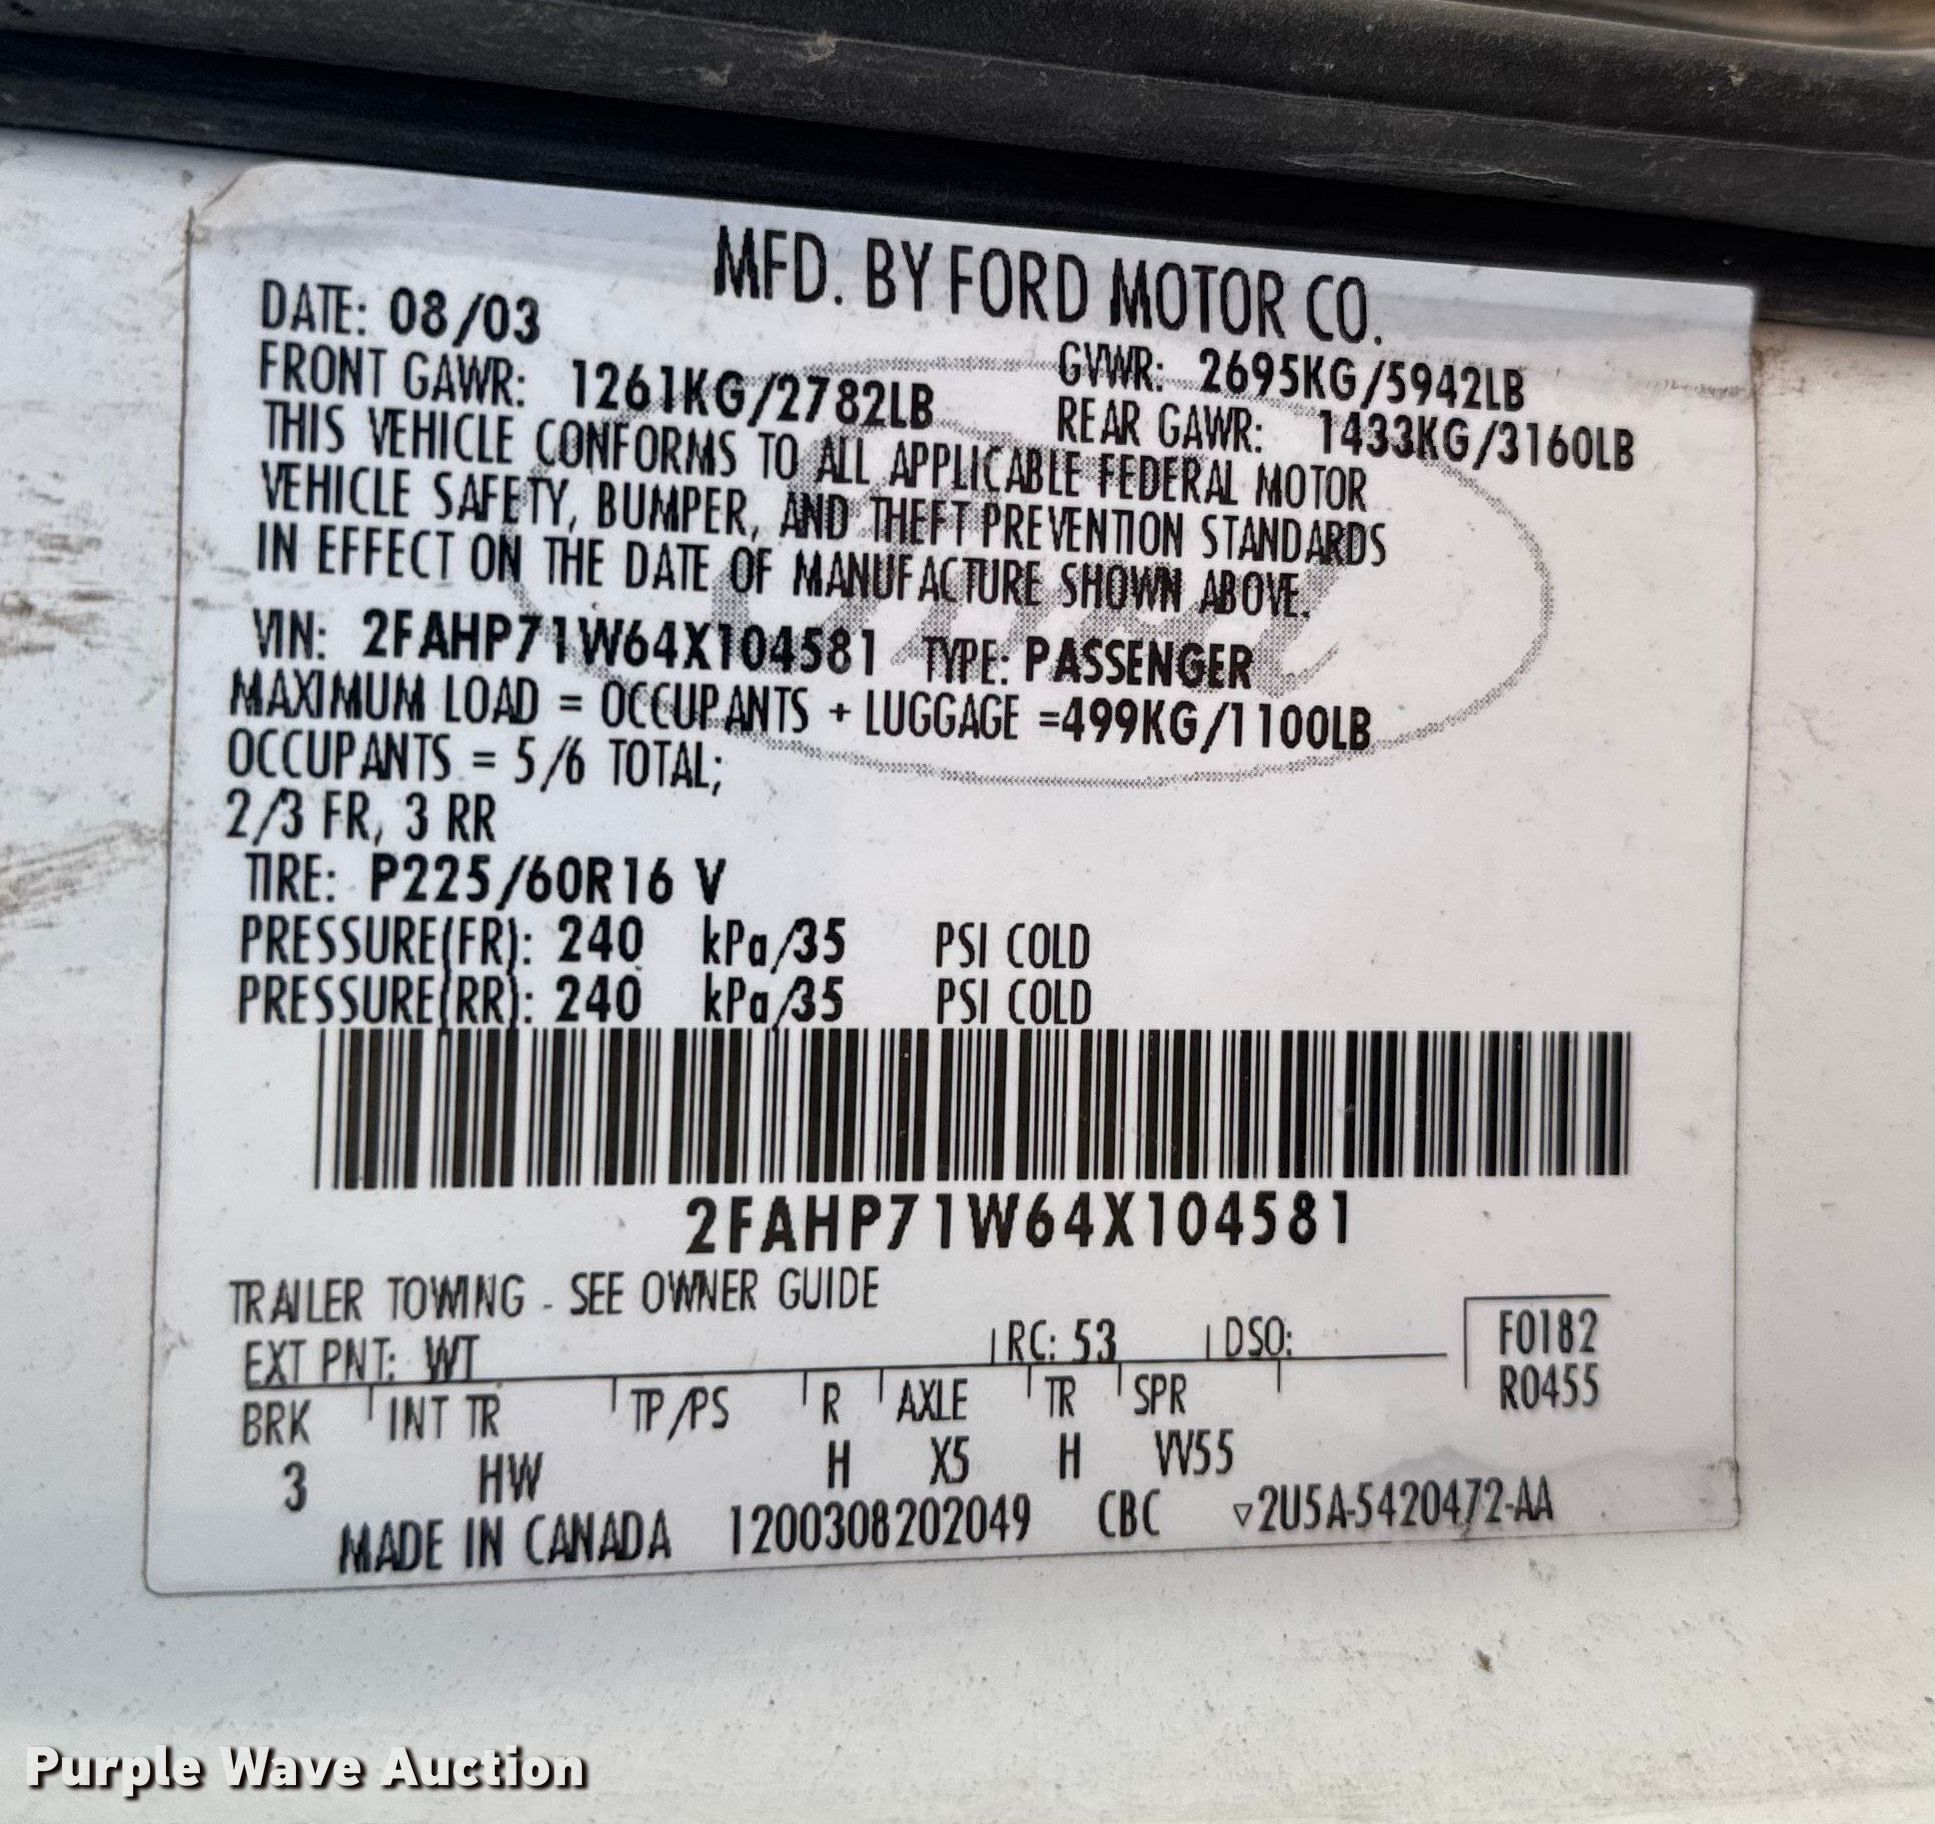 MFD. BY FORD MOTOR CO.
DATE: 08/03
GVWR: 2695KG/5942LB
FRONT GAWR: 1261KG/2782LB
REAR GAWR: 1433KG/3160LB
THIS VEHICLE CONFORMS TO ALL APPLICABLE FEDERAL MOTOR
VEHICLE SAFETY, BUMPER, AND THEFT PREVENTION STANDARDS
IN EFFECT ON THE DATE OF MANUFACTURE SHOWN ABOVE.
VIN: 2FAHP71W64X104581 TYPE: PASSENGER
MAXIMUM LOAD = OCCUPANTS + LUGGAGE =499KG/1100LB
OCCUPANTS = 5/6 TOTAL;
2/3 FR, 3 RR
TIRE: P225/60R16 V
PRESSURE(FR): 240 kPa/35 PSI COLD
PRESSURE(RR): 240 kPa/35 PSI COLD
2FAHP71W64X104581
TRAILER TOWING - SEE OWNER GUIDE
EXT PNT: WT RC: 53 DSO: F0182
R0455
BRK INT TR TP/PS R AXLE TR SPR
3 HW H X5 H VV55
MADE IN CANADA 1200308202049 CBC ▿2U5A-5420472-AA
Purple Wave Auction